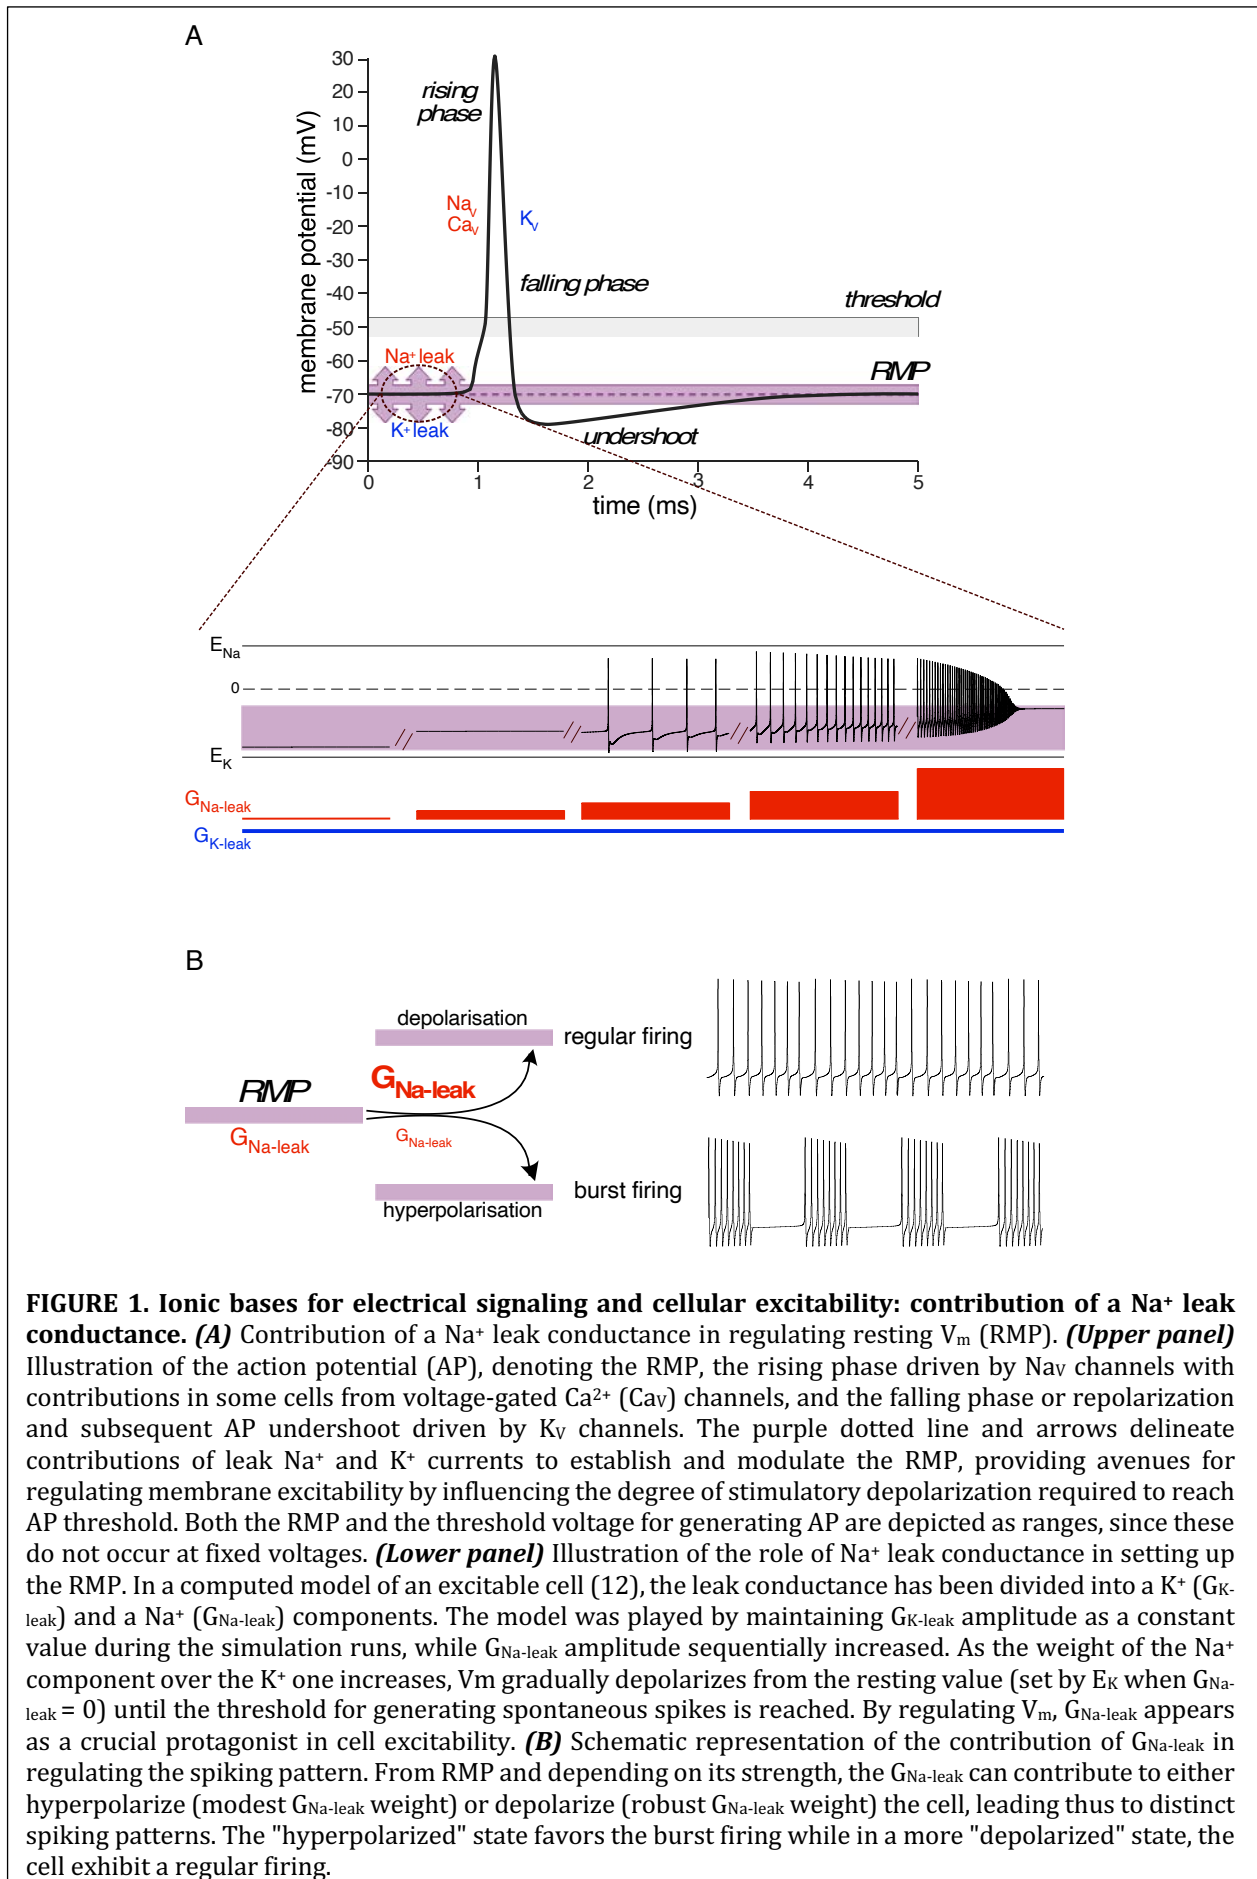 A
30
20
10
0
-10
-20
-30
-40
-50
-60
-70
-80
-90
membrane potential (mV)
rising
phase
Na_V
Ca_V
K_V
falling phase
threshold
Na+ leak
RMP
K+ leak
undershoot
0 1 2 3 4 5
time (ms)
E_Na
0
E_K
G_Na-leak
G_K-leak
B
depolarisation
regular firing
RMP
G_Na-leak
G_Na-leak
G_Na-leak
burst firing
hyperpolarisation
FIGURE 1. Ionic bases for electrical signaling and cellular excitability: contribution of a Na+ leak
conductance. (A) Contribution of a Na+ leak conductance in regulating resting Vm (RMP). (Upper panel)
Illustration of the action potential (AP), denoting the RMP, the rising phase driven by NaV channels with
contributions in some cells from voltage-gated Ca2+ (CaV) channels, and the falling phase or repolarization
and subsequent AP undershoot driven by KV channels. The purple dotted line and arrows delineate
contributions of leak Na+ and K+ currents to establish and modulate the RMP, providing avenues for
regulating membrane excitability by influencing the degree of stimulatory depolarization required to reach
AP threshold. Both the RMP and the threshold voltage for generating AP are depicted as ranges, since these
do not occur at fixed voltages. (Lower panel) Illustration of the role of Na+ leak conductance in setting up
the RMP. In a computed model of an excitable cell (12), the leak conductance has been divided into a K+ (GK-
leak) and a Na+ (GNa-leak) components. The model was played by maintaining GK-leak amplitude as a constant
value during the simulation runs, while GNa-leak amplitude sequentially increased. As the weight of the Na+
component over the K+ one increases, Vm gradually depolarizes from the resting value (set by EK when GNa-
leak = 0) until the threshold for generating spontaneous spikes is reached. By regulating Vm, GNa-leak appears
as a crucial protagonist in cell excitability. (B) Schematic representation of the contribution of GNa-leak in
regulating the spiking pattern. From RMP and depending on its strength, the GNa-leak can contribute to either
hyperpolarize (modest GNa-leak weight) or depolarize (robust GNa-leak weight) the cell, leading thus to distinct
spiking patterns. The "hyperpolarized" state favors the burst firing while in a more "depolarized" state, the
cell exhibit a regular firing.